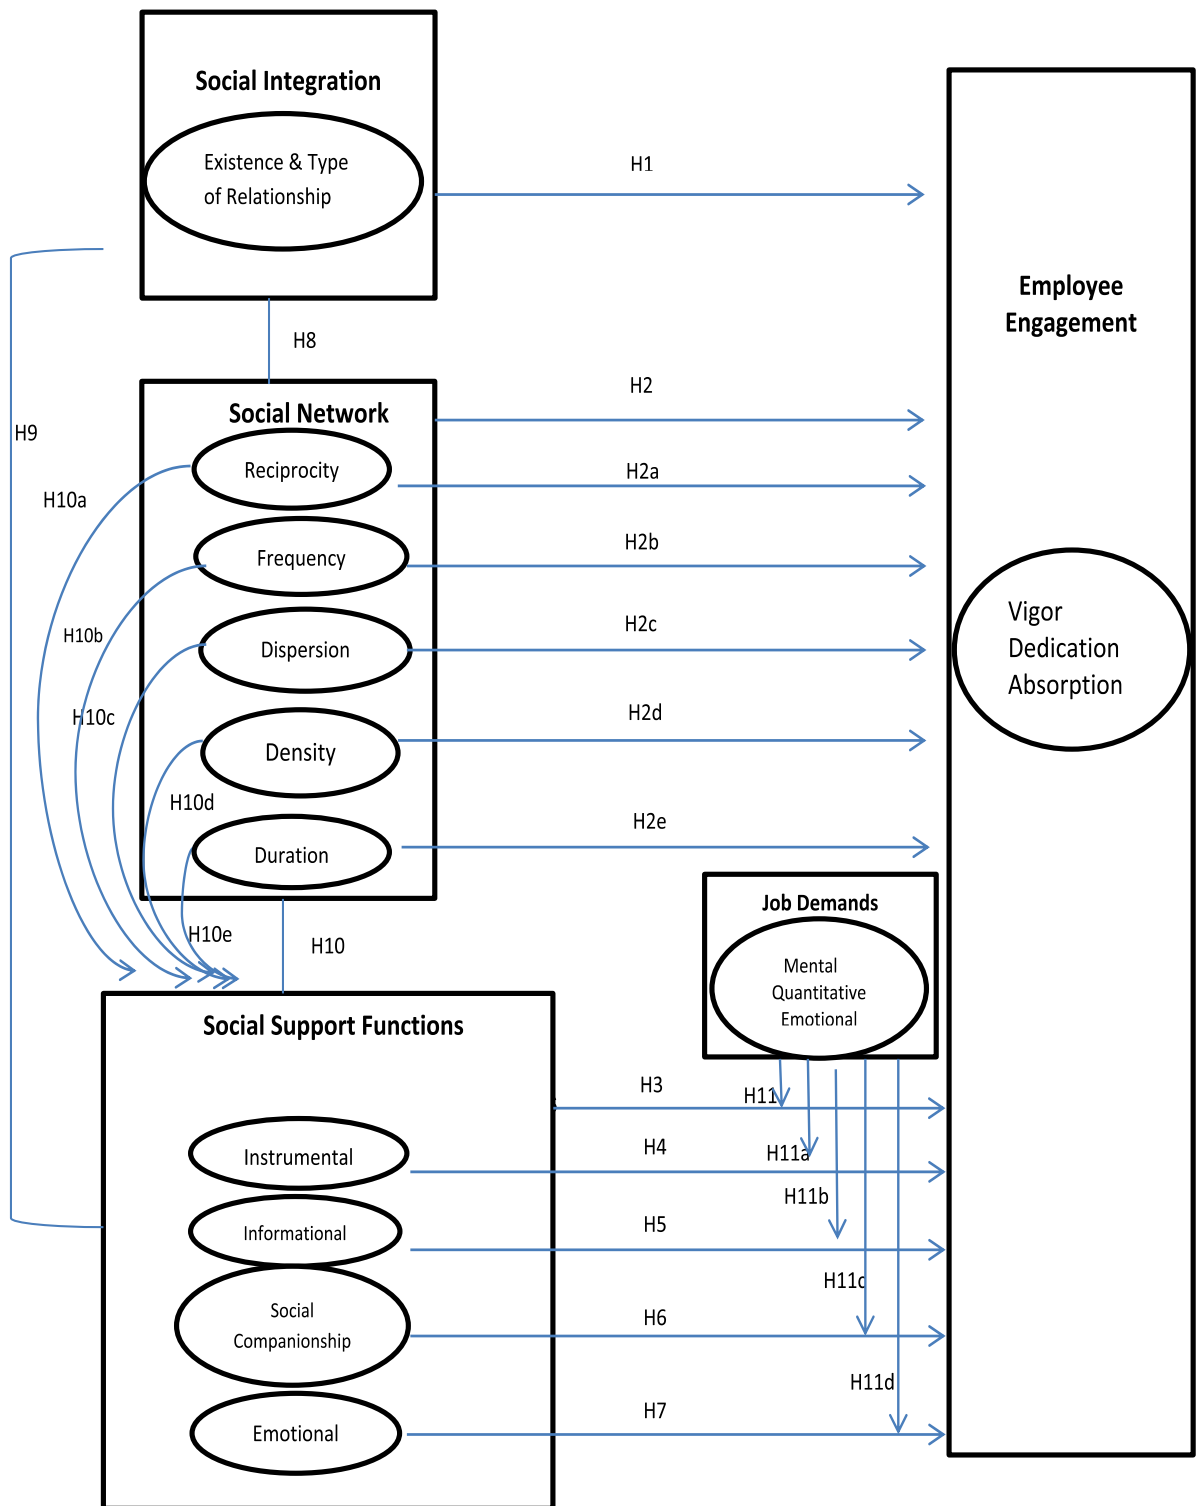 Social Integration
Existence & Type
of Relationship
H1
Employee
Engagement
H8
H2
Social Network
H9
Reciprocity
H2a
H10a
H2b
Frequency
Vigor
H2c
H10b
Dispersion
Dedication
Absorption
H10c
H2d
Density
H10d
H2e
Duration
Job Demands
H10e
H10
Mental
Quantitative
Emotional
Social Support Functions
H3
H11
H4
H11a
Instrumental
H11b
H5
Informational
H11c
Social
Companionship
H6
H11d
H7
Emotional